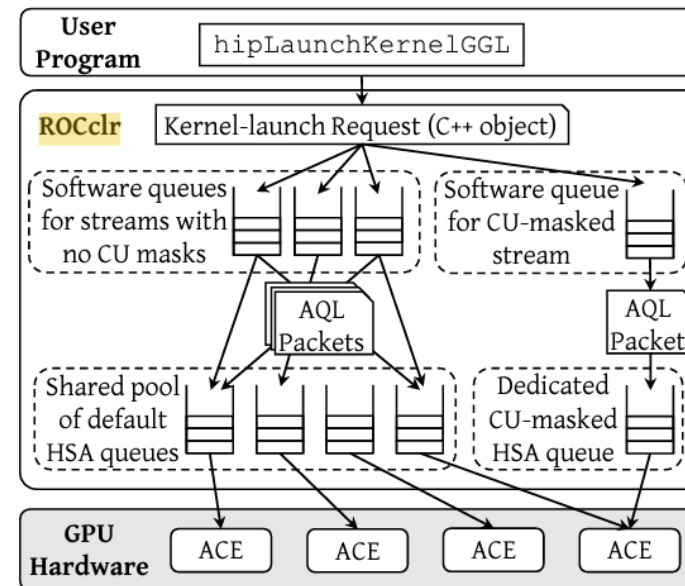 User
Program
hipLaunchKernelGGL
ROCclr
Kernel-launch Request (C++ object)
Software queues
for streams with
no CU masks
Software queue
for CU-masked
stream
AQL
Packets
AQL
Packet
Shared pool
of default
HSA queues
Dedicated
CU-masked
HSA queue
GPU
Hardware
ACE
ACE
ACE
ACE